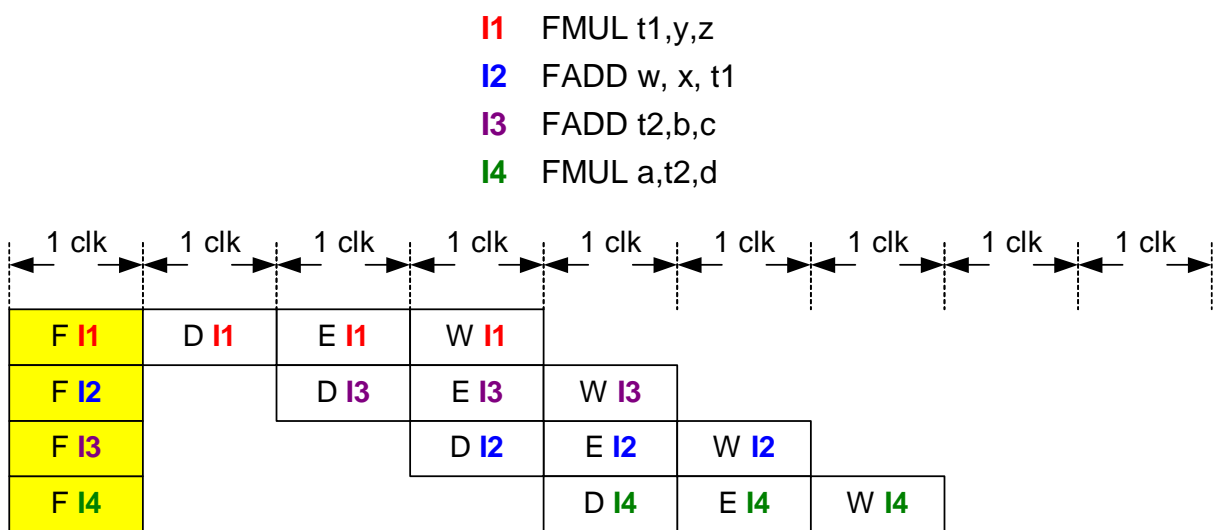 I1 FMUL t1,y,z
I2 FADD w, x, t1
I3 FADD t2,b,c
I4 FMUL a,t2,d
1 clk 1 clk 1 clk 1 clk 1 clk 1 clk 1 clk 1 clk 1 clk
F I1 D I1 E I1 W I1
F I2 D I3 E I3 W I3
F I3 D I2 E I2 W I2
F I4 D I4 E I4 W I4